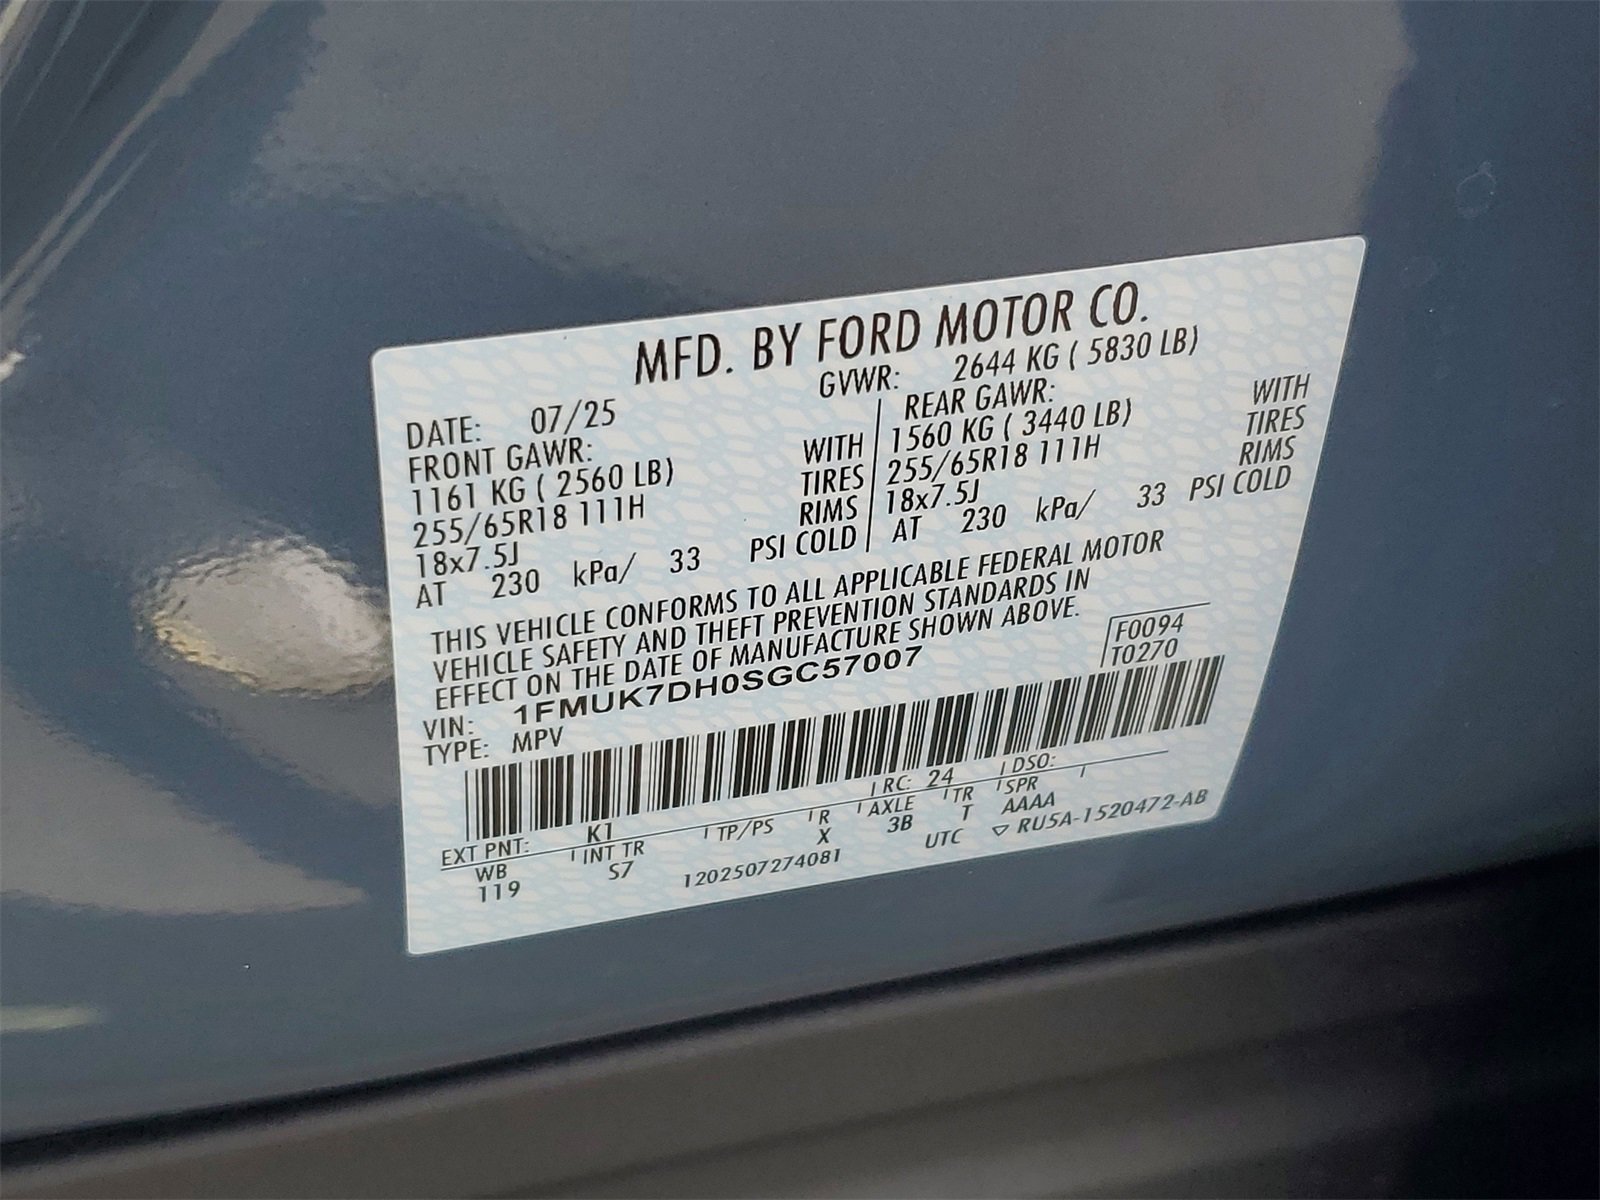 MFD. BY FORD MOTOR CO.
DATE: 07/25 GVWR: 2644 KG ( 5830 LB)
FRONT GAWR: REAR GAWR:
1161 KG ( 2560 LB) WITH 1560 KG ( 3440 LB) WITH
255/65R18 111H TIRES 255/65R18 111H TIRES
18x7.5J RIMS 18x7.5J RIMS
AT 230 kPa/ 33 PSI COLD AT 230 kPa/ 33 PSI COLD
THIS VEHICLE CONFORMS TO ALL APPLICABLE FEDERAL MOTOR
VEHICLE SAFETY AND THEFT PREVENTION STANDARDS IN
EFFECT ON THE DATE OF MANUFACTURE SHOWN ABOVE.
VIN: 1FMUK7DH0SGC57007 F0094
TYPE: MPV T0270
EXT PNT: K1 RC: 24 DSO:
WB INT TR TP/PS R AXLE TR SPR
119 S7 X 3B T AAAA
1202507274081 UTC ▽ RU5A-1520472-AB